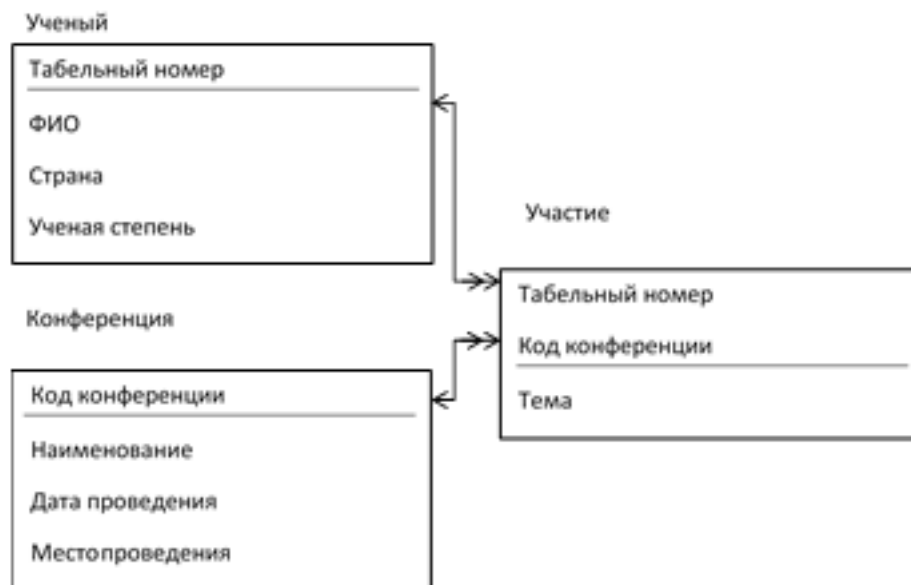 Ученый
Табельный номер
ФИО
Страна
Ученая степень
Участие
Табельный номер
Код конференции
Тема
Конференция
Код конференции
Наименование
Дата проведения
Местопроведения